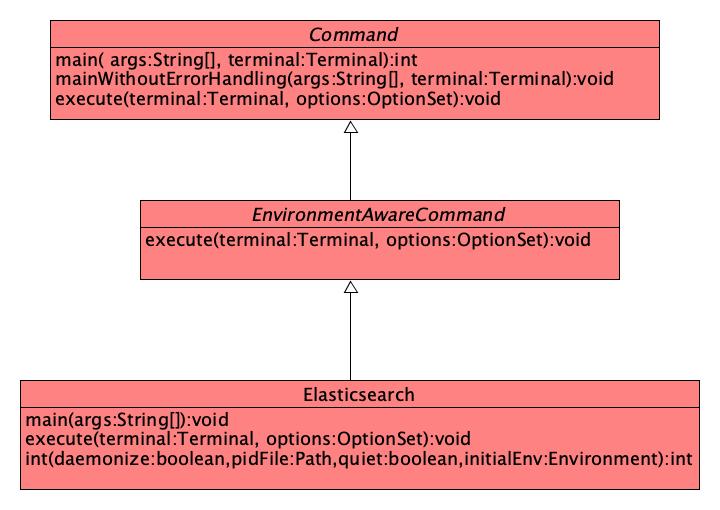 Command
main( args:String[], terminal:Terminal):int
mainWithoutErrorHandling(args:String[], terminal:Terminal):void
execute(terminal:Terminal, options:OptionSet):void
EnvironmentAwareCommand
execute(terminal:Terminal, options:OptionSet):void
Elasticsearch
main(args:String[]):void
execute(terminal:Terminal, options:OptionSet):void
int(daemonize:boolean,pidFile:Path,quiet:boolean,initialEnv:Environment):int